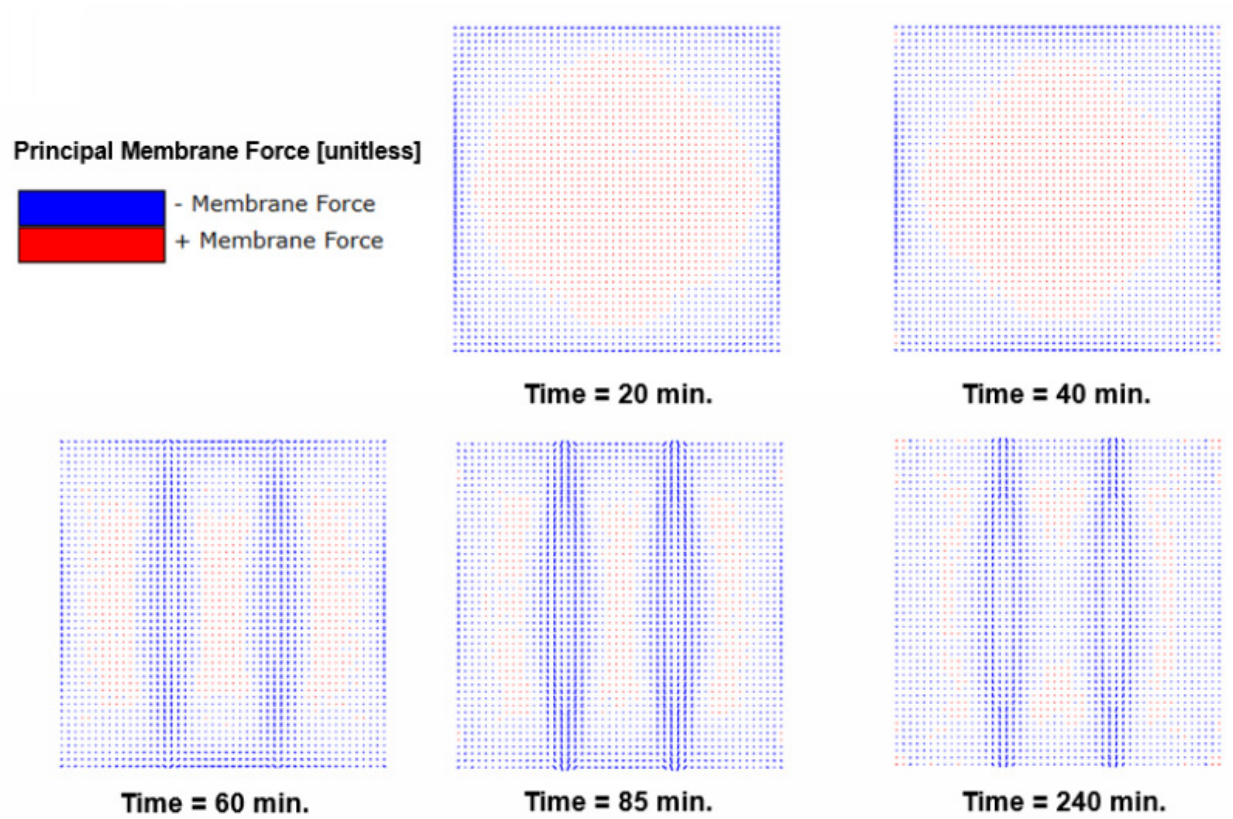 Principal Membrane Force [unitless]
- Membrane Force
+ Membrane Force
Time = 20 min.
Time = 40 min.
Time = 60 min.
Time = 85 min.
Time = 240 min.